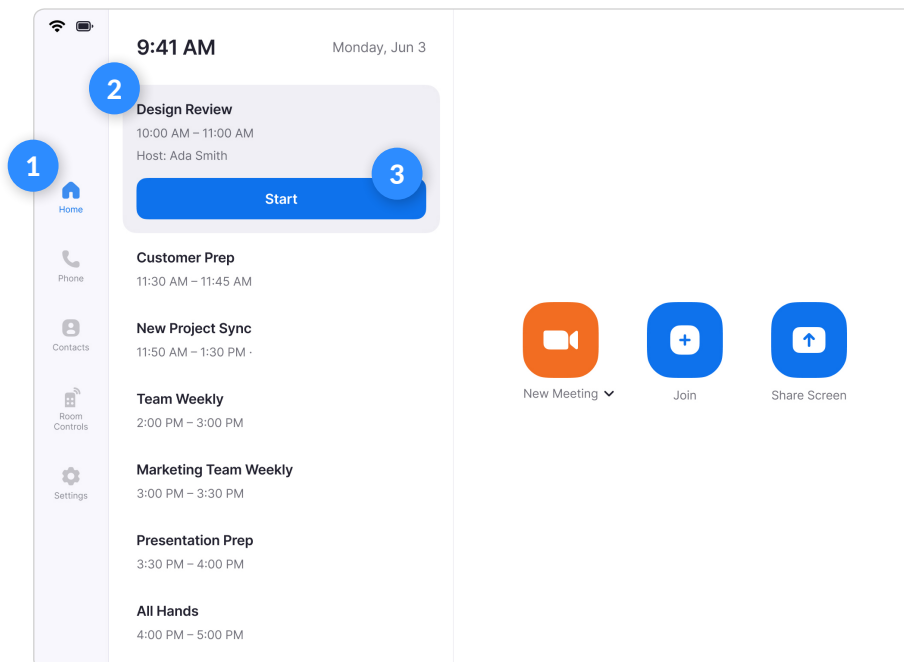 9:41 AM
Monday, Jun 3
2
Design Review
10:00 AM – 11:00 AM
Host: Ada Smith
1
3
Start
Home
Phone
Contacts
Room
Controls
Settings
Customer Prep
11:30 AM – 11:45 AM
New Project Sync
11:50 AM – 1:30 PM ·
Team Weekly
2:00 PM – 3:00 PM
Marketing Team Weekly
3:00 PM – 3:30 PM
Presentation Prep
3:30 PM – 4:00 PM
All Hands
4:00 PM – 5:00 PM
New Meeting
Join
Share Screen